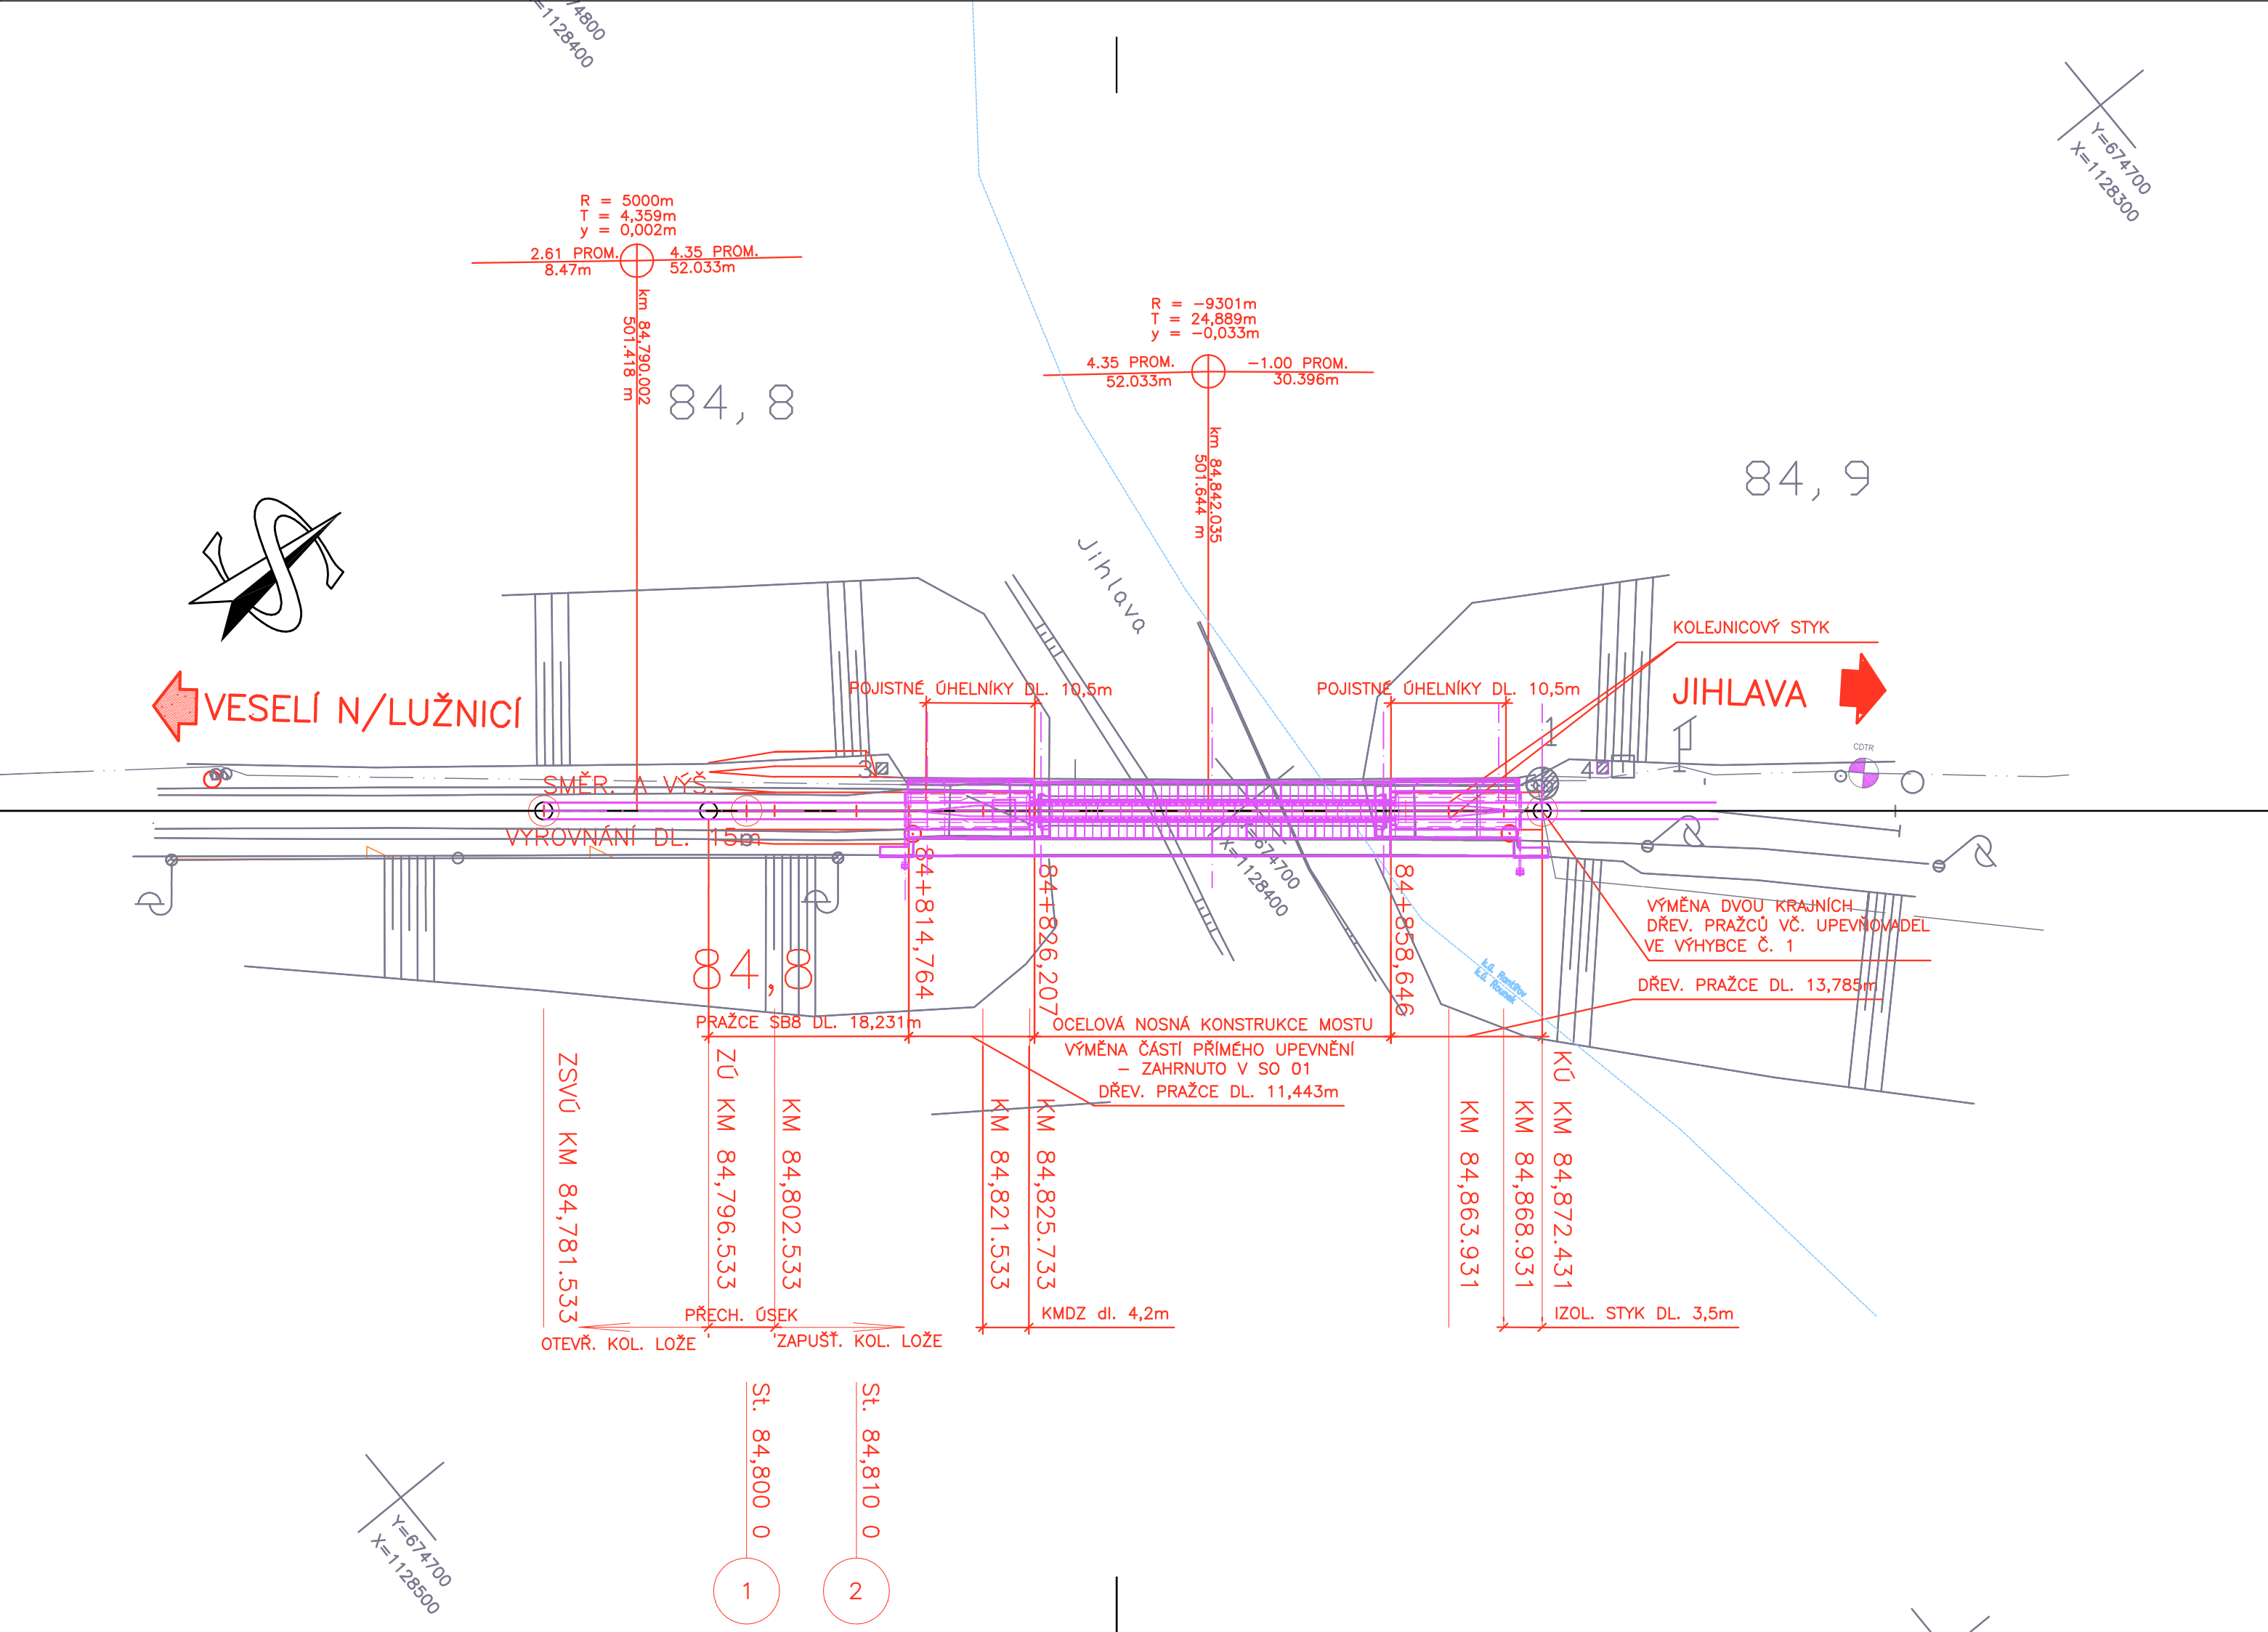 74800
=1128400
Y=674700
X=1128300
R = 5000m
T = 4,359m
y = 0,002m
2.61 PROM.
4.35 PROM.
8.47m
52.033m
km 84,790.002
501.418 m
84,8
R = -9301m
T = 24,889m
y = -0,033m
4.35 PROM.
-1.00 PROM.
52.033m
30.396m
km 84,842.035
501.644 m
84,9
Jihlava
KOLEJNICOVÝ STYK
VESELÍ N/LUŽNICÍ
POJISTNÉ ÚHELNÍKY DL. 10,5m
POJISTNÉ ÚHELNÍKY DL. 10,5m
JIHLAVA
1
CDTR
3
4
SMĚR. A VÝŠ.
VYROVNÁNÍ DL. 15m
674700
X=1128400
84+814,764
84+826,207
84+858,646
VÝMĚNA DVOU KRAJNÍCH
DŘEV. PRAŽCŮ VČ. UPEVŇOVADEL
VE VÝHYBCE Č. 1
84,8
k.ú. Rantířov
k.ú. Rounek
DŘEV. PRAŽCE DL. 13,785m
PRAŽCE SB8 DL. 18,231m
OCELOVÁ NOSNÁ KONSTRUKCE MOSTU
VÝMĚNA ČÁSTÍ PŘÍMÉHO UPEVNĚNÍ
- ZAHRNUTO V SO 01
DŘEV. PRAŽCE DL. 11,443m
ZSVÚ KM 84,781.533
ZÚ KM 84,796.533
KM 84,802.533
KM 84,821.533
KM 84,825.733
KM 84,863.931
KM 84,868.931
KÚ KM 84,872.431
PŘECH. ÚSEK
KMDZ dl. 4,2m
IZOL. STYK DL. 3,5m
OTEVŘ. KOL. LOŽE
ZAPUŠŤ. KOL. LOŽE
St. 84,800 0
St. 84,810 0
Y=674700
X=1128500
1
2